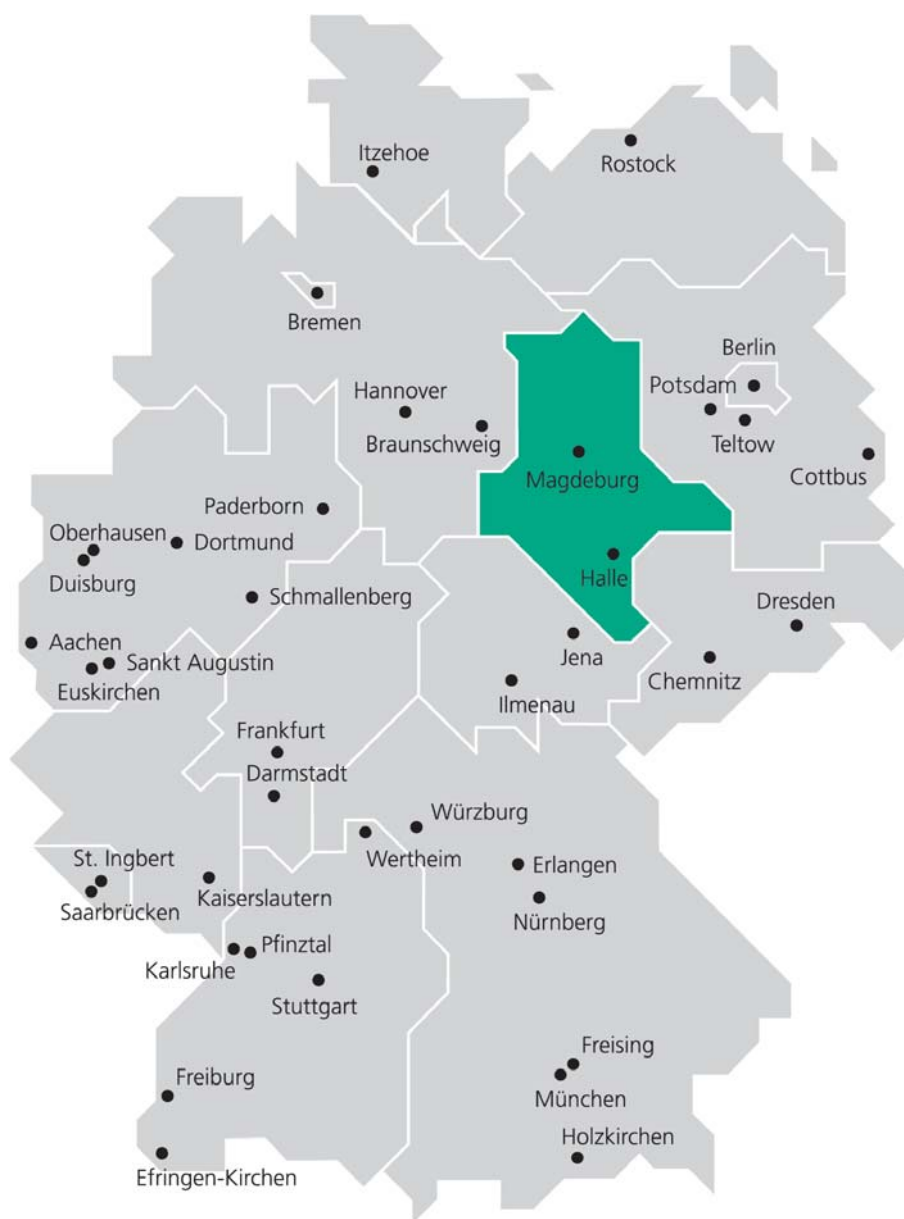 Itzehoe
Rostock
Bremen
Berlin
Hannover
Potsdam
Braunschweig
Teltow
Magdeburg
Cottbus
Paderborn
Oberhausen
Dortmund
Duisburg
Halle
Schmallenberg
Dresden
Aachen
Jena
Sankt Augustin
Chemnitz
Euskirchen
Ilmenau
Frankfurt
Darmstadt
Würzburg
Wertheim
St. Ingbert
Erlangen
Kaiserslautern
Saarbrücken
Nürnberg
Pfinztal
Karlsruhe
Stuttgart
Freising
Freiburg
München
Holzkirchen
Efringen-Kirchen